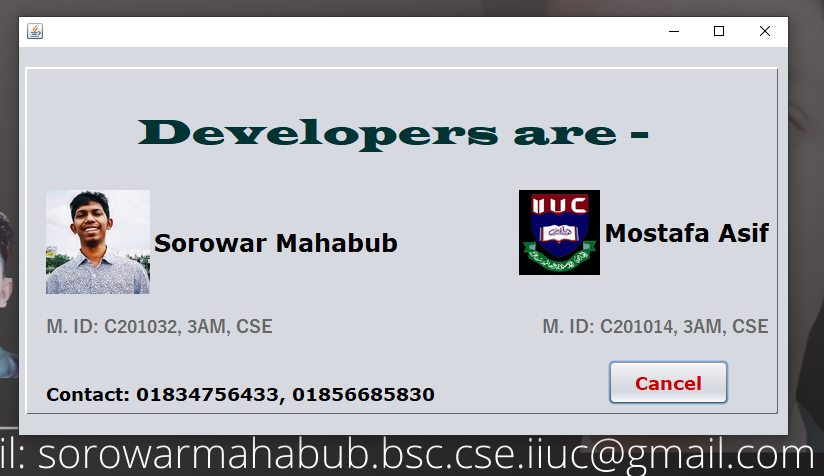 Developers are -
IIUC
Sorowar Mahabub
Mostafa Asif
M. ID: C201032, 3AM, CSE
M. ID: C201014, 3AM, CSE
Contact: 01834756433, 01856685830
Cancel
il: sorowarmahabub.bsc.cse.iiuc@gmail.com